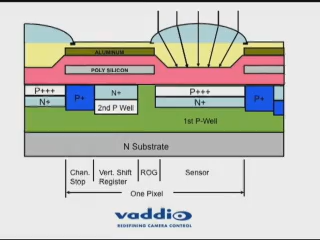 ALUMINUM
POLY SILICON
P+++
N+
P+
N+
2nd P Well
P+++
N+
P+
1st P-Well
N Substrate
Chan. Stop
Vert. Shift Register
ROG
Sensor
One Pixel
vaddio
REDEFINING CAMERA CONTROL